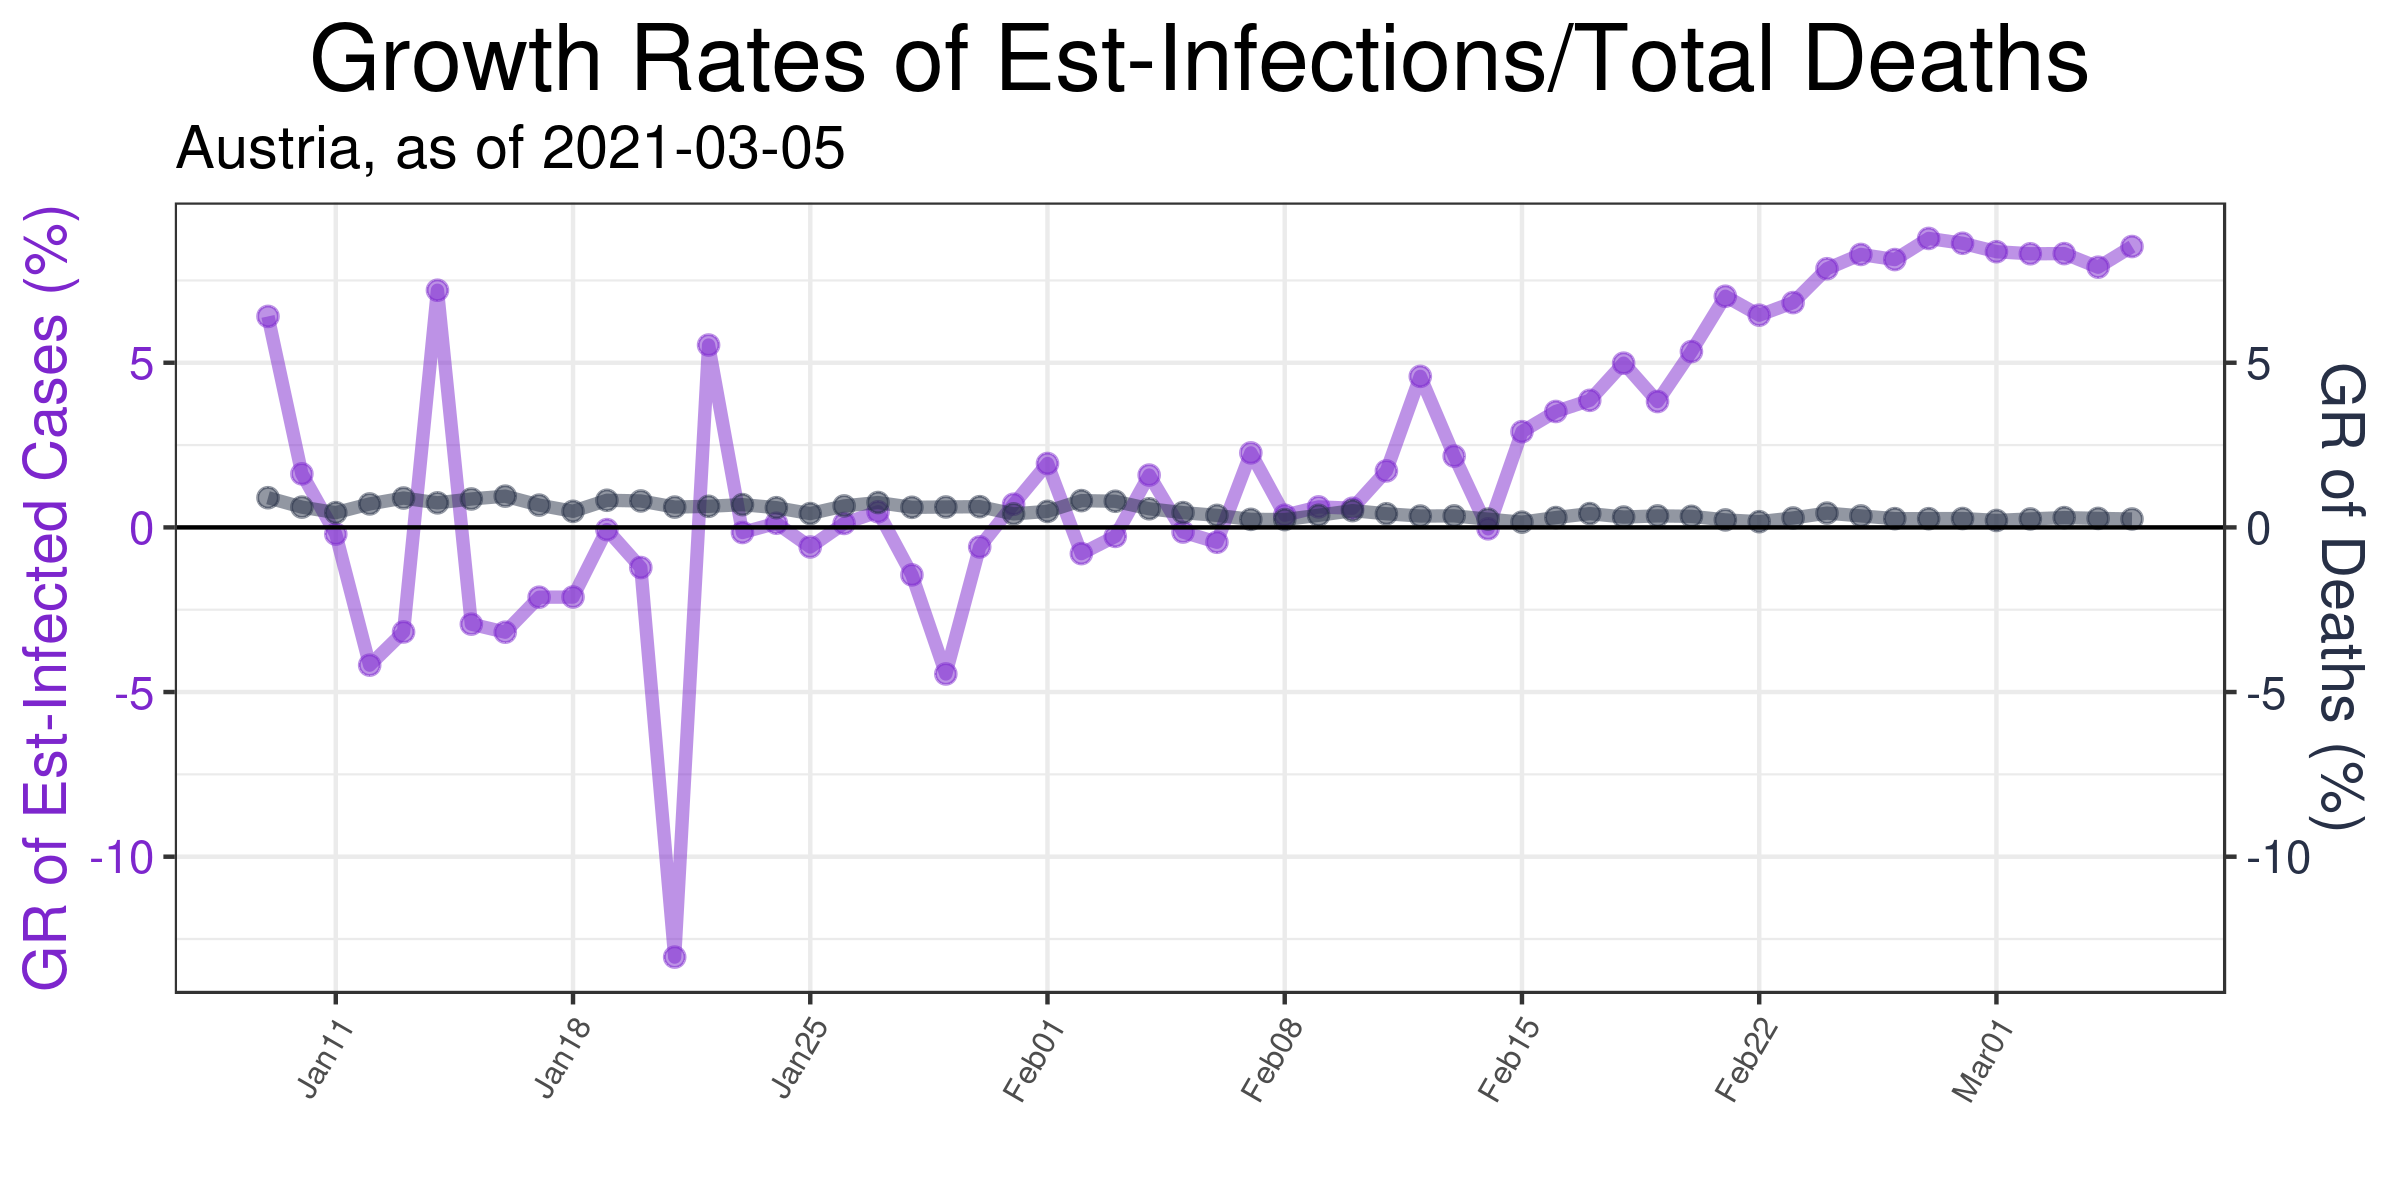 Growth Rates of Est-Infections/Total Deaths
Austria, as of 2021-03-05
GR of Est-Infected Cases (%)
5
0
-5
-10
5
0
-5
-10
GR of Deaths (%)
Jan11
Jan18
Jan25
Feb01
Feb08
Feb15
Feb22
Mar01